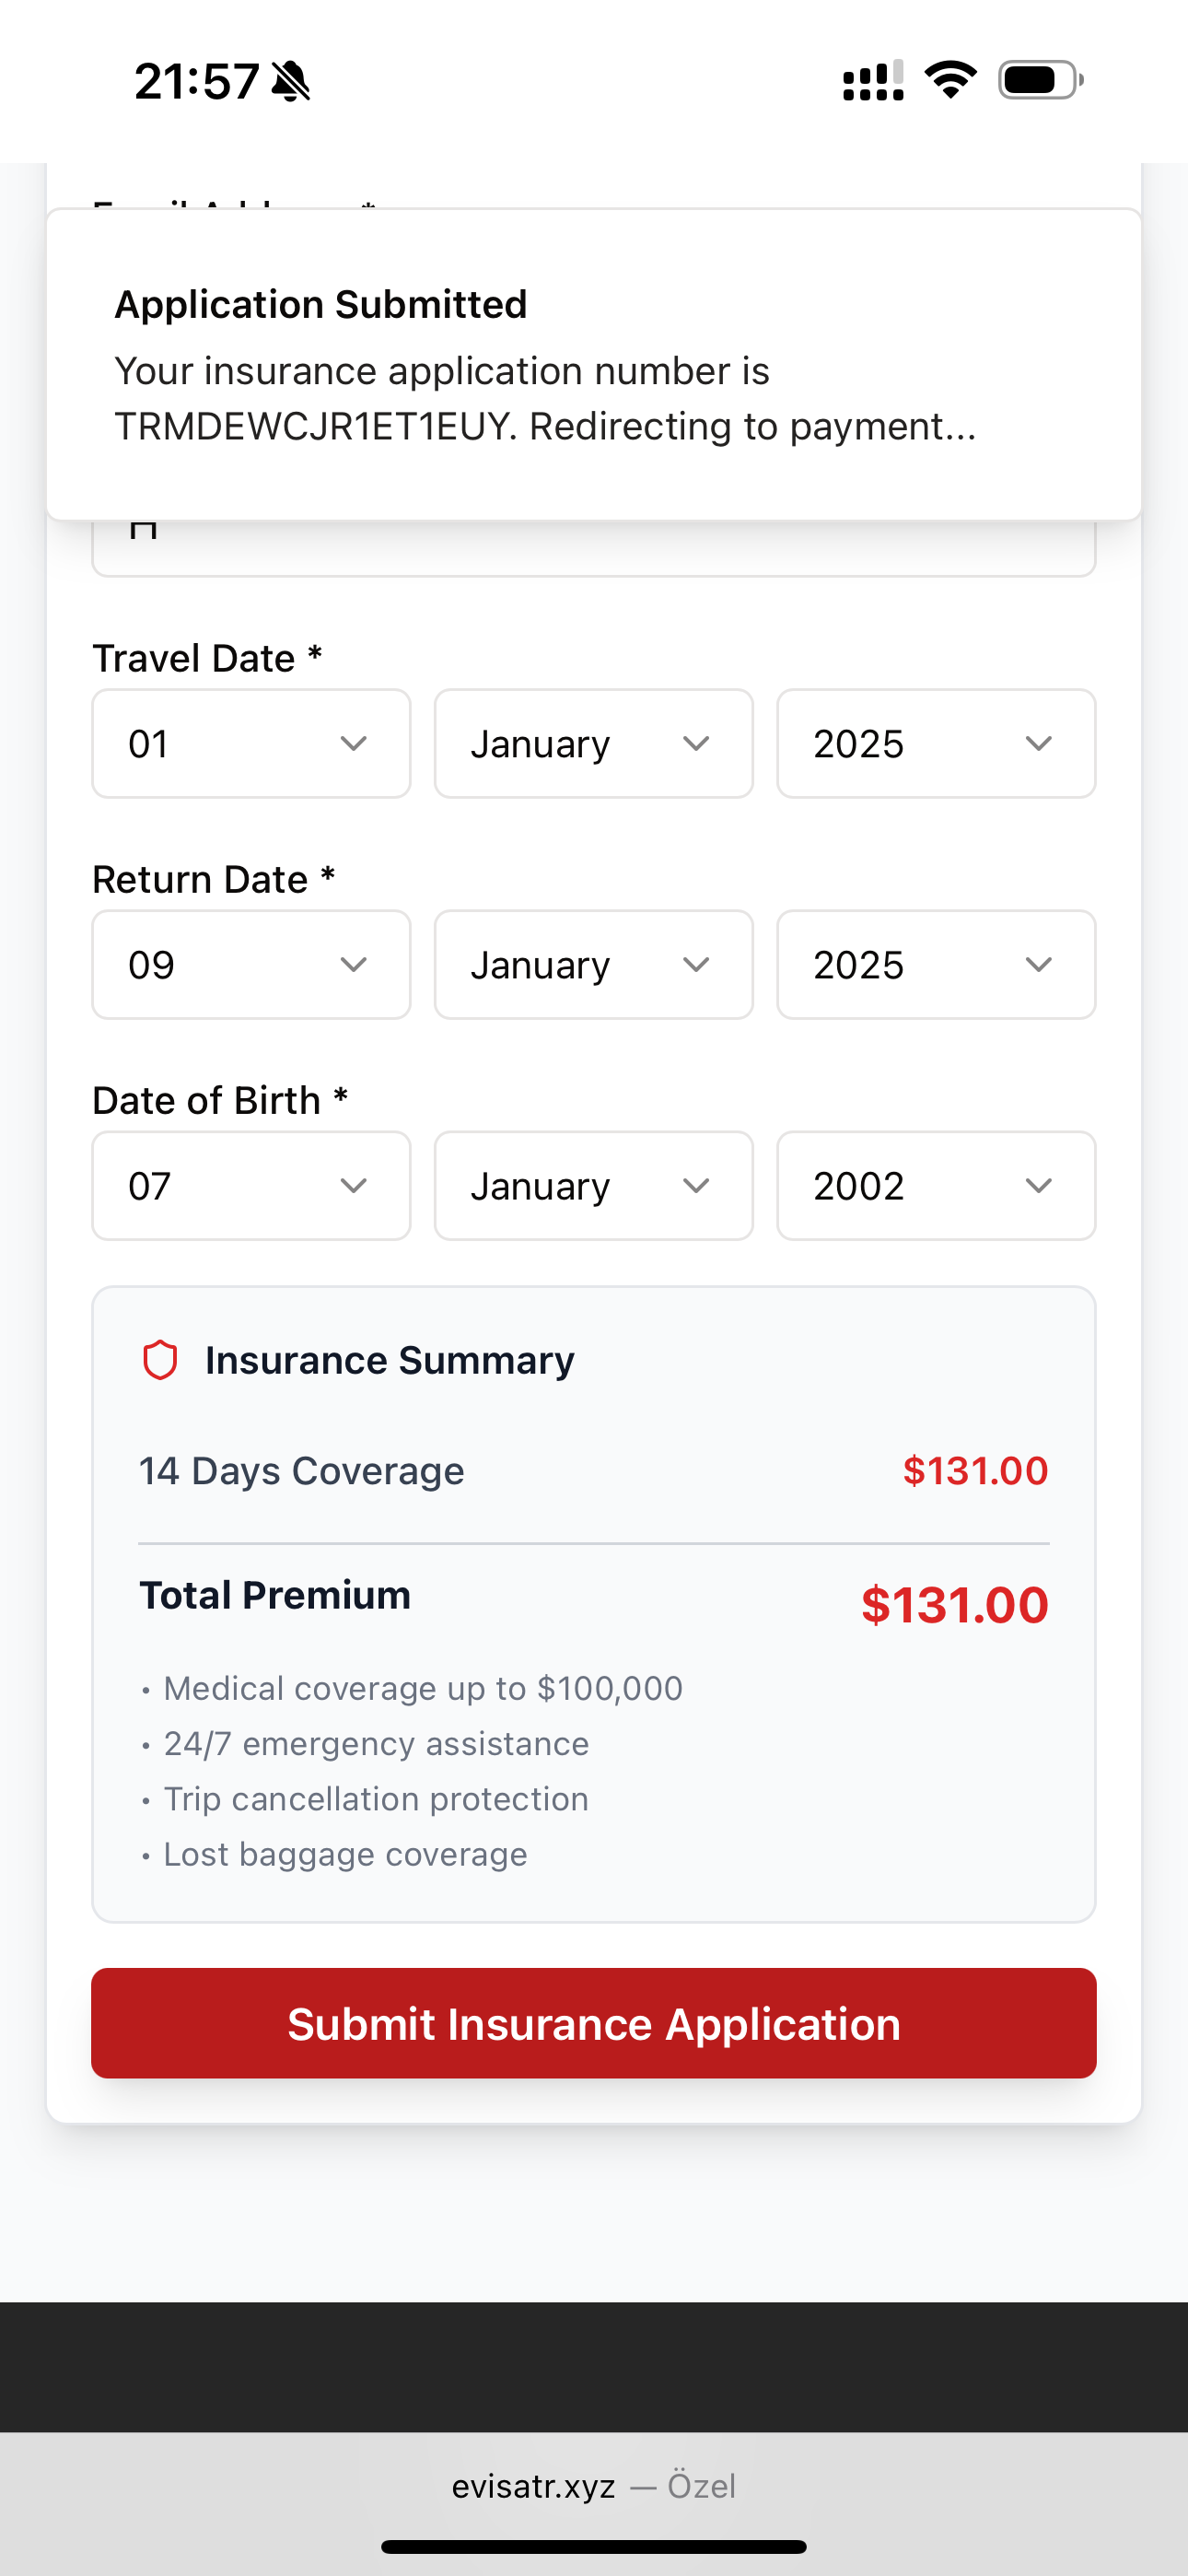 21:57
Application Submitted
Your insurance application number is
TRMDEWCJR1ET1EUY. Redirecting to payment...
Travel Date *
01 January 2025
Return Date *
09 January 2025
Date of Birth *
07 January 2002
Insurance Summary
14 Days Coverage $131.00
Total Premium $131.00
• Medical coverage up to $100,000
• 24/7 emergency assistance
• Trip cancellation protection
• Lost baggage coverage
Submit Insurance Application
evisatr.xyz — Özel